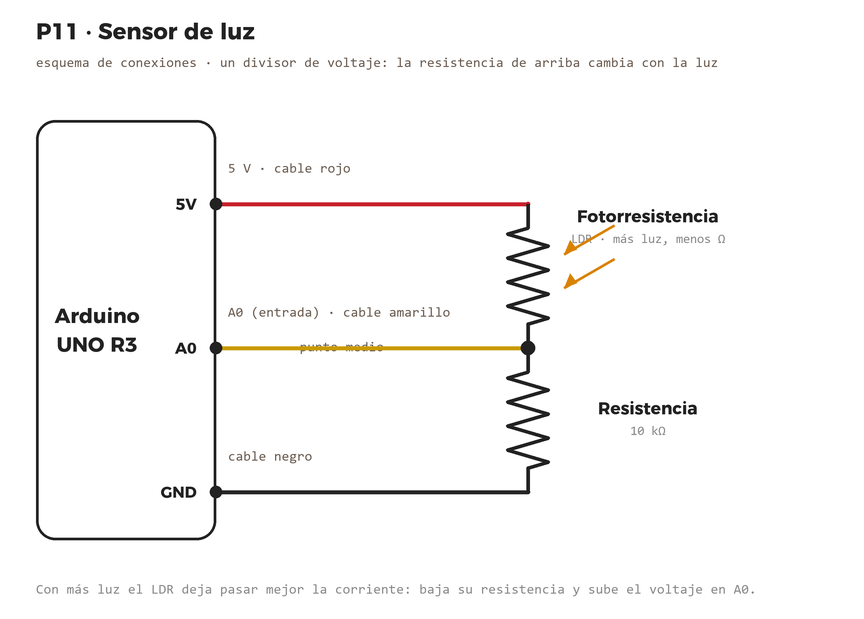 P11 · Sensor de luz
esquema de conexiones · un divisor de voltaje: la resistencia de arriba cambia con la luz
5 V · cable rojo
5V
Fotorresistencia
LDR · más luz, menos Ω
Arduino
UNO R3
A0 (entrada) · cable amarillo
A0
punto medio
Resistencia
10 kΩ
cable negro
GND
Con más luz el LDR deja pasar mejor la corriente: baja su resistencia y sube el voltaje en A0.